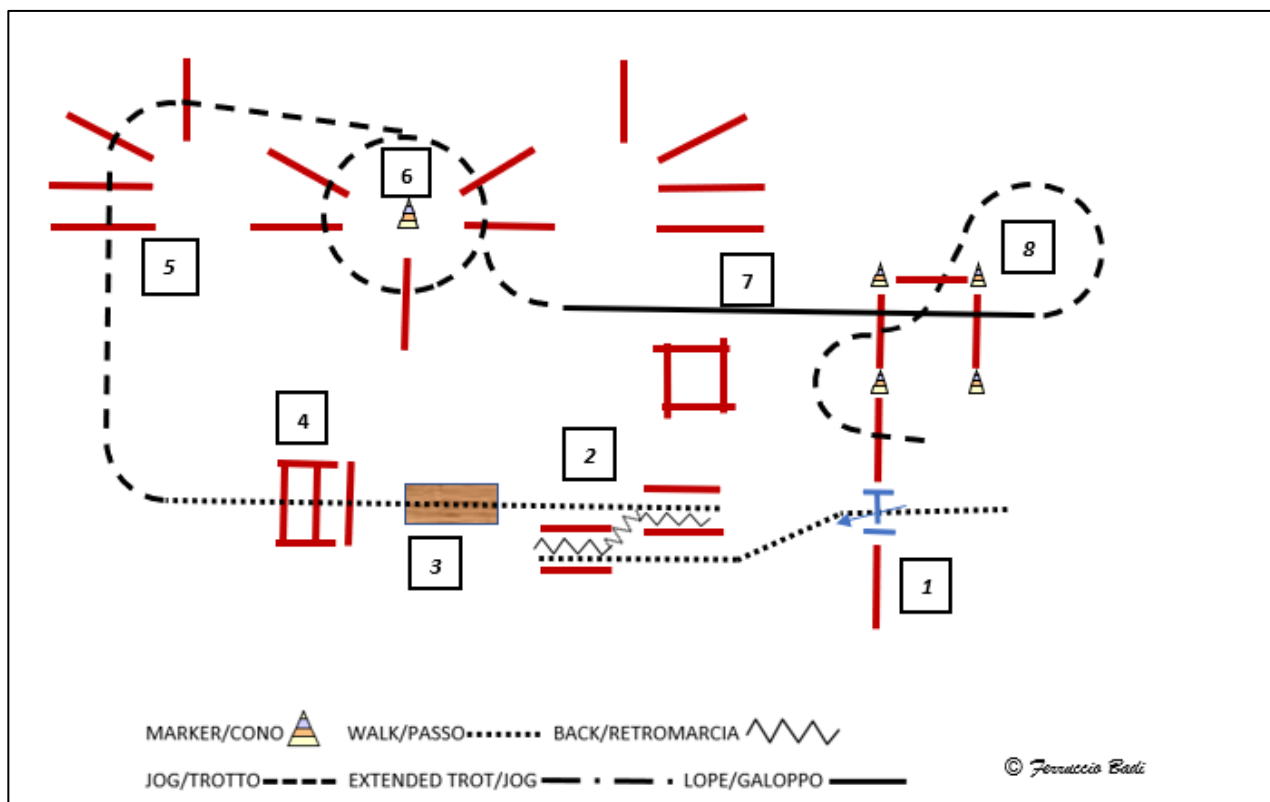 6
5
7
8
4
2
3
1
MARKER/CONO WALK/PASSO BACK/RETROMARCIA
JOG/TROTTO EXTENDED TROT/JOG LOPE/GALOPPO
© Ferruccio Badi